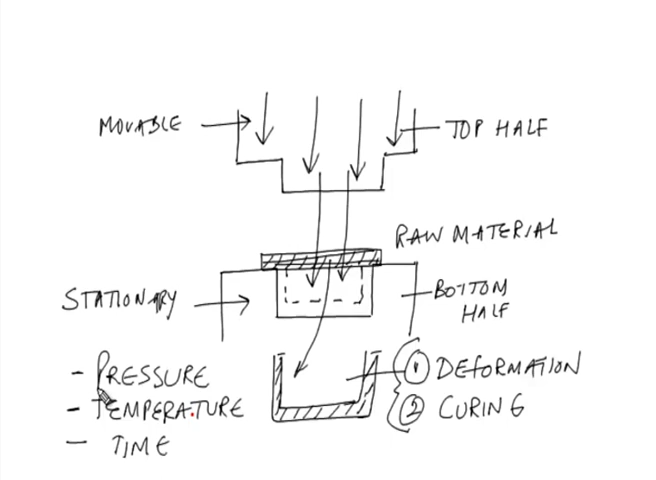 MOVABLE
TOP HALF
RAW MATERIAL
STATIONARY
BOTTOM
HALF
- PRESSURE
- TEMPERATURE
- TIME
1 DEFORMATION
2 CURING